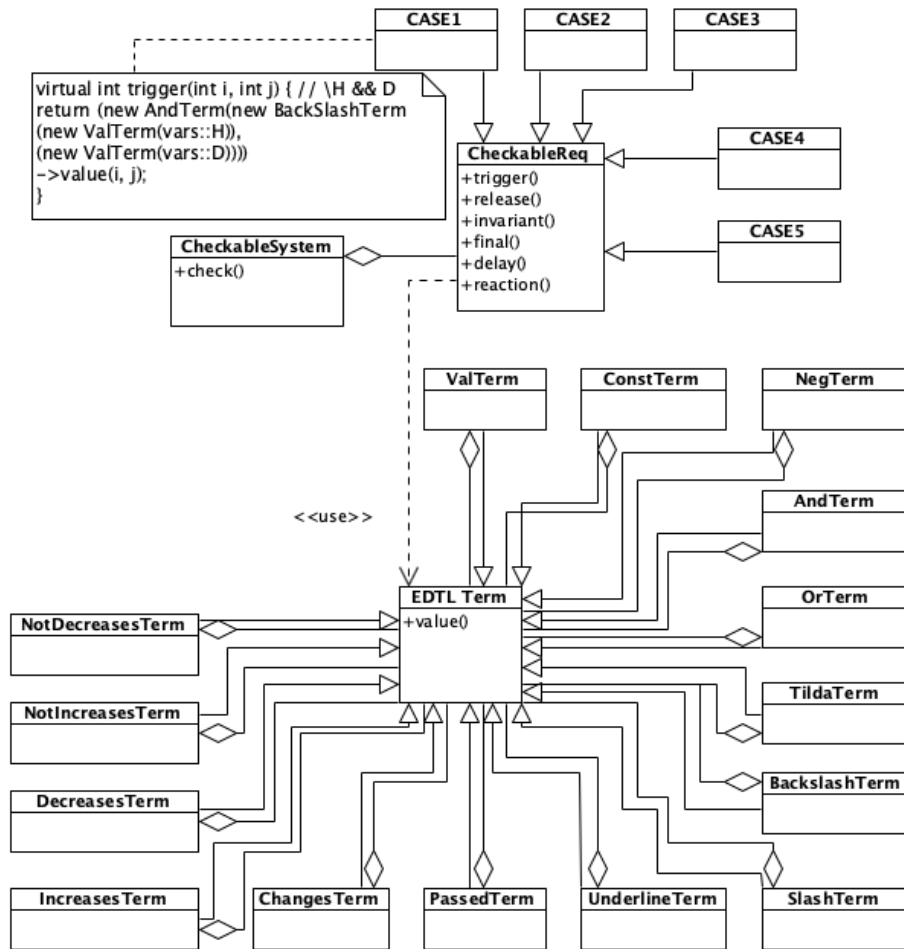 CASE1
CASE2
CASE3
virtual int trigger(int i, int j) { // \H && D
return (new AndTerm(new BackSlashTerm
(new ValTerm(vars::H)),
(new ValTerm(vars::D))))
->value(i, j);
}
CheckableReq
+trigger()
+release()
+invariant()
+final()
+delay()
+reaction()
CASE4
CASE5
CheckableSystem
+check()
ValTerm
ConstTerm
NegTerm
<<use>>
AndTerm
EDTL Term
+value()
OrTerm
NotDecreasesTerm
TildaTerm
NotIncreasesTerm
BackslashTerm
DecreasesTerm
IncreasesTerm
ChangesTerm
PassedTerm
UnderlineTerm
SlashTerm